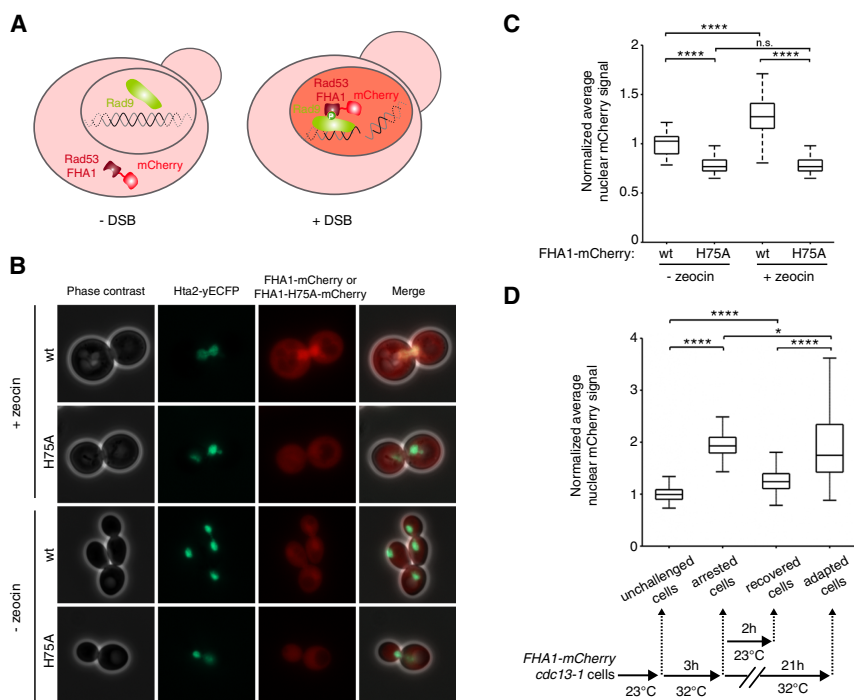 A
Rad9
Rad53
FHA1
mCherry
- DSB
Rad53
FHA1
mCherry
P
+ DSB
B
Phase contrast
Hta2-yECFP
FHA1-mCherry or
FHA1-H75A-mCherry
Merge
+ zeocin
wt
H75A
- zeocin
wt
H75A
C
Normalized average
nuclear mCherry signal
2
1.5
1
0.5
0
****
****
n.s.
****
FHA1-mCherry: wt H75A wt H75A
- zeocin + zeocin
D
Normalized average
nuclear mCherry signal
4
3
2
1
0
****
*
****
****
unchallenged
cells
arrested
cells
recovered
cells
adapted
cells
2h
23°C
FHA1-mCherry
cdc13-1 cells
23°C
3h
32°C
21h
32°C